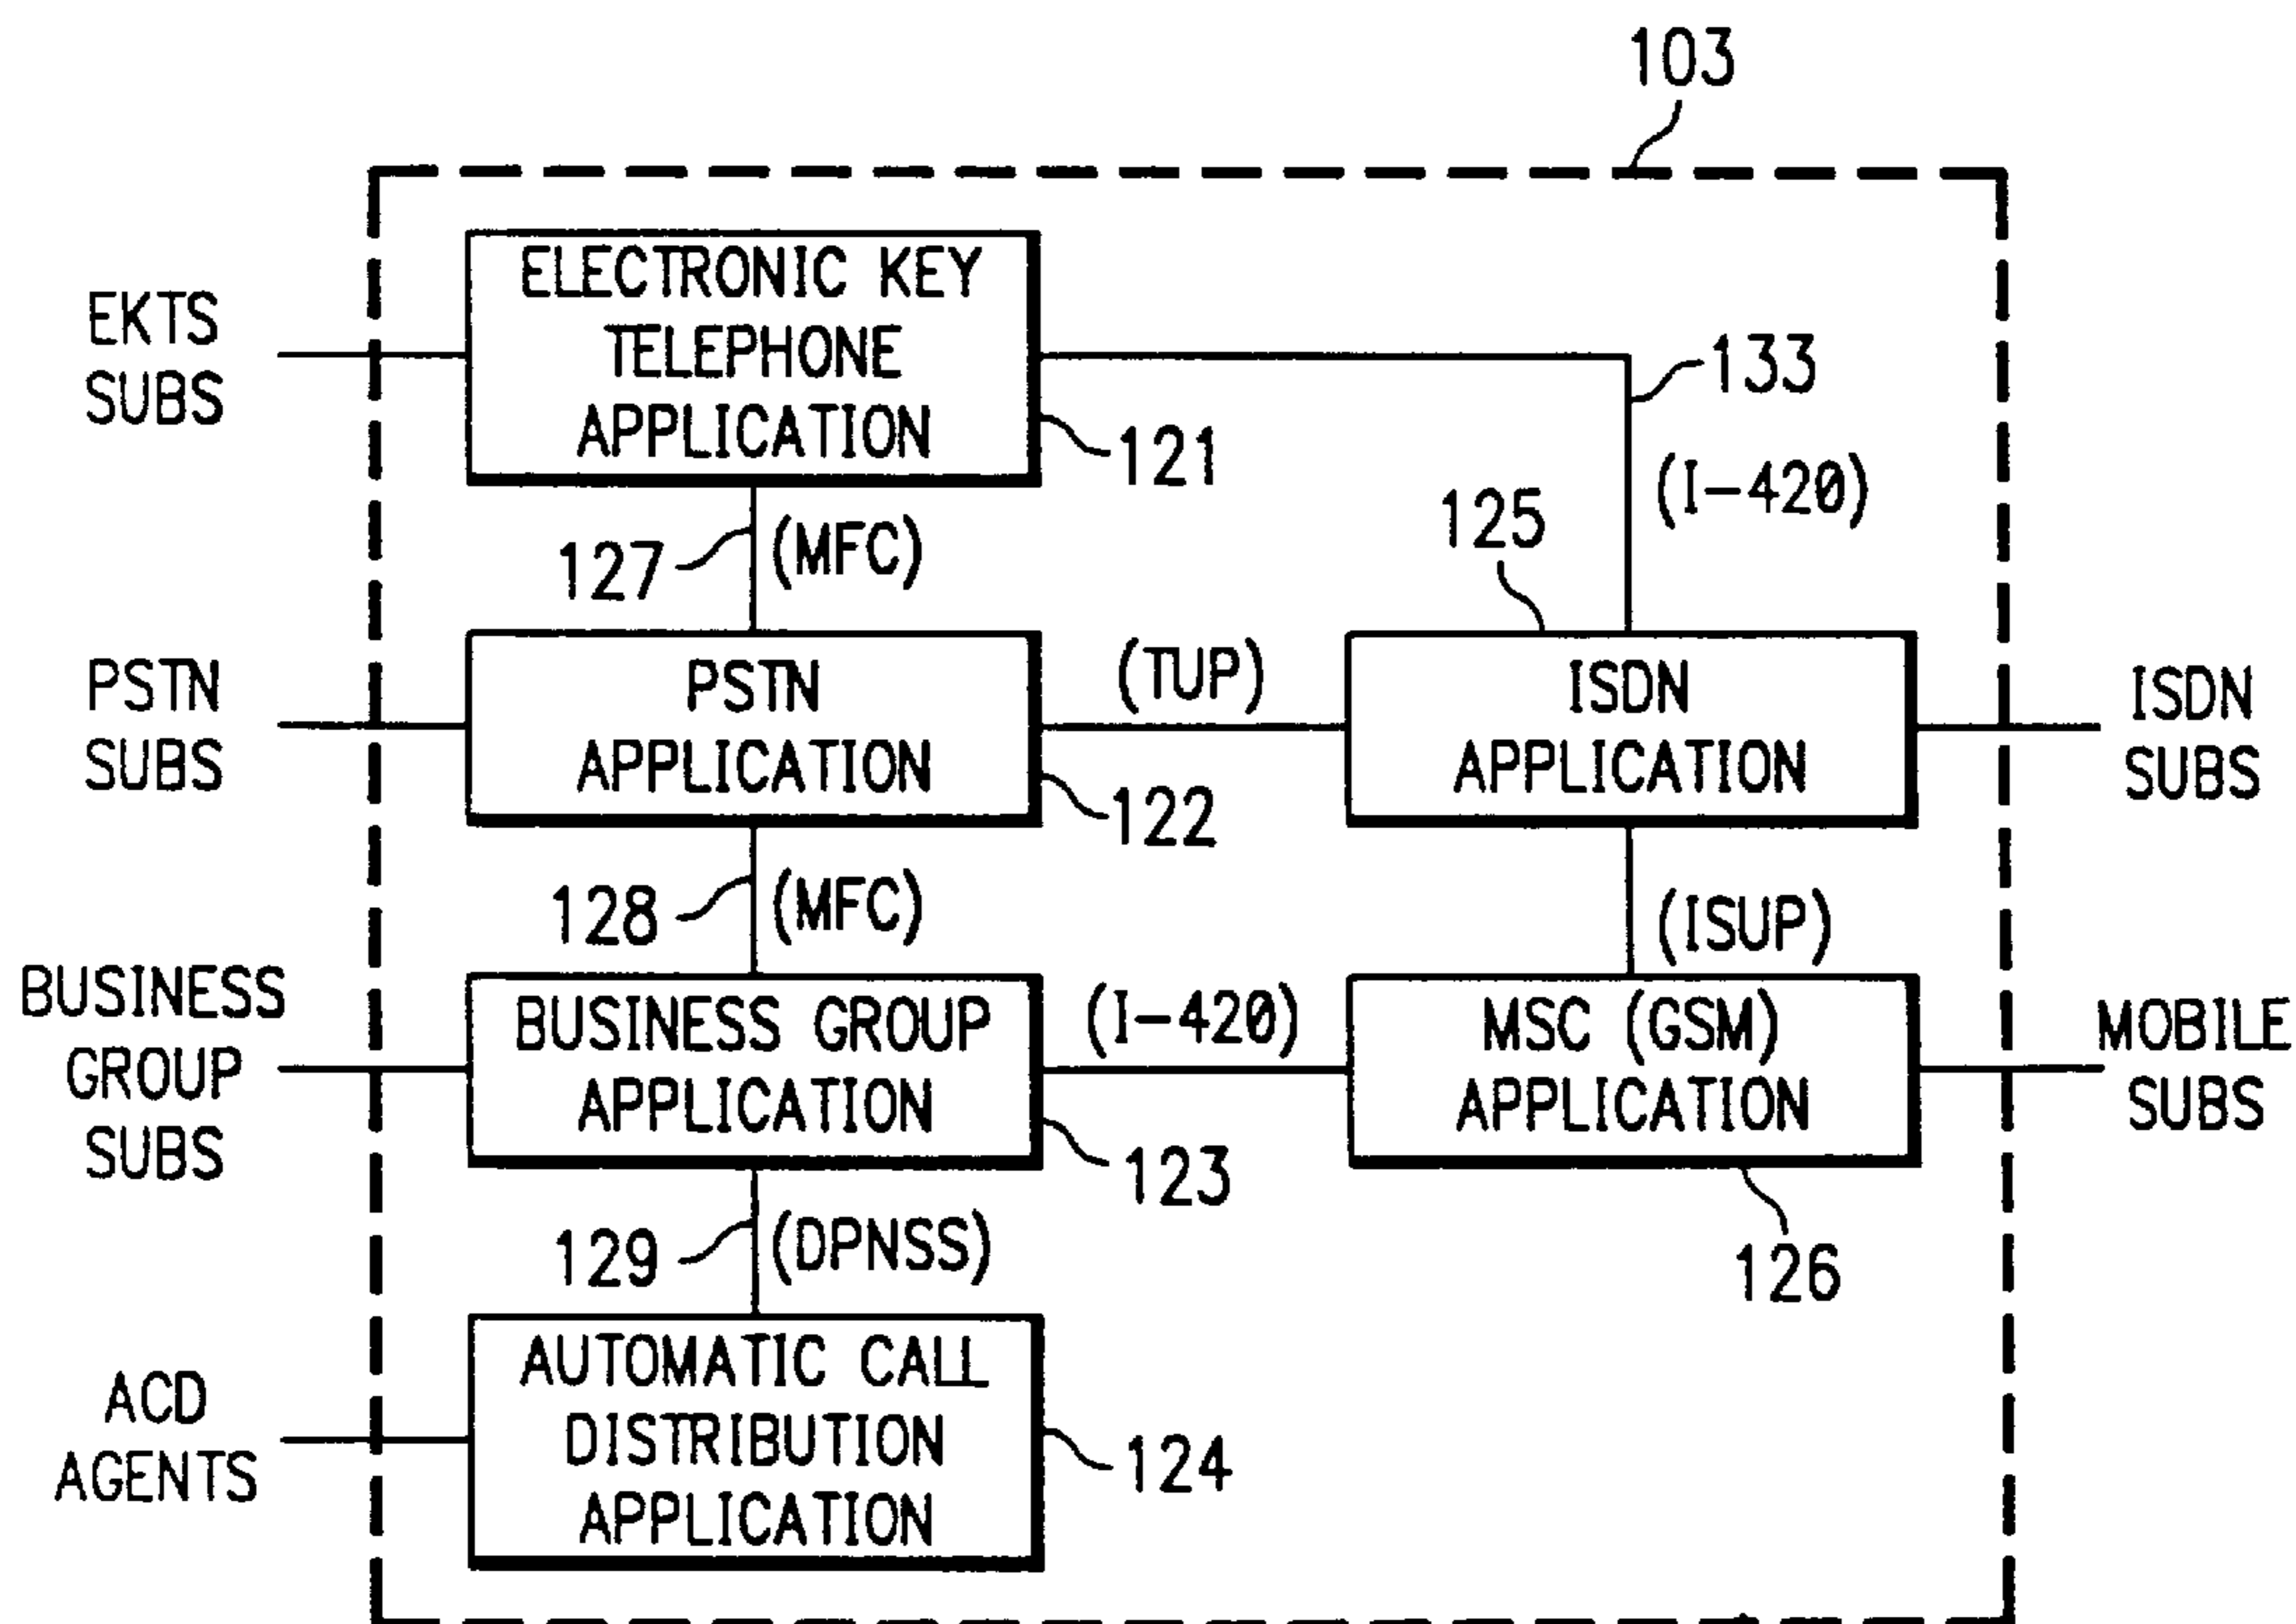 103
ELECTRONIC KEY
TELEPHONE
APPLICATION
EKTS
SUBS
121
133
(I-420)
127
(MFC)
125
PSTN
SUBS
PSTN
APPLICATION
122
(TUP)
ISDN
APPLICATION
ISDN
SUBS
128
(MFC)
(ISUP)
BUSINESS
GROUP
SUBS
BUSINESS GROUP
APPLICATION
123
(I-420)
MSC (GSM)
APPLICATION
126
MOBILE
SUBS
129
(DPNSS)
ACD
AGENTS
AUTOMATIC CALL
DISTRIBUTION
APPLICATION
124